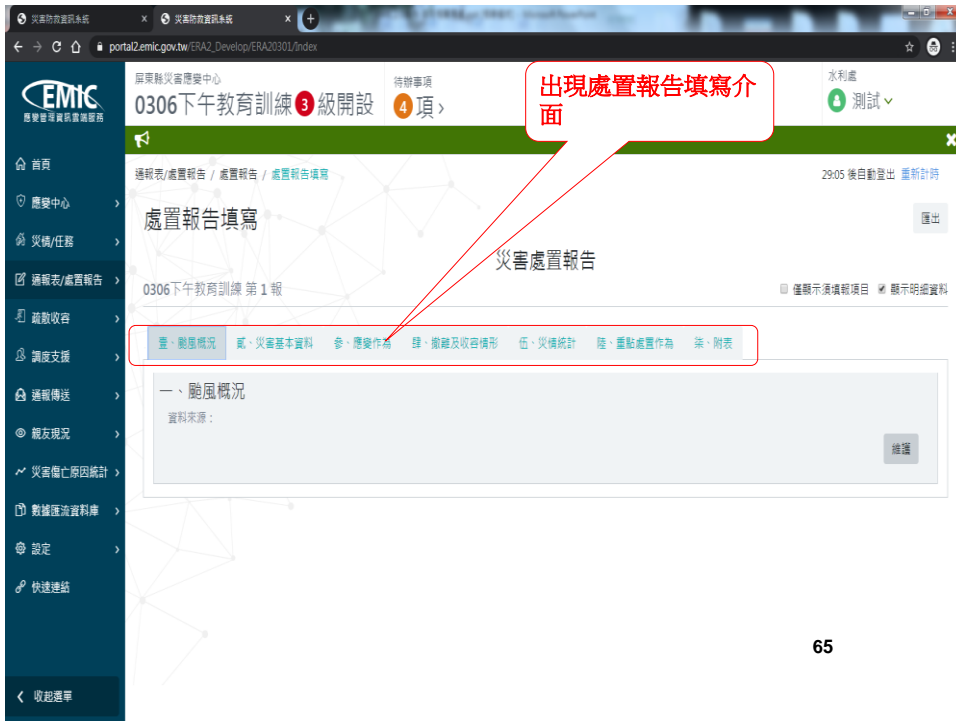 災害防救資訊系統
災害防救資訊系統
portal2.emic.gov.tw/ERA2_Develop/ERA20301/Index
EMIC
應變管理資訊雲端服務
屏東縣災害應變中心
0306下午教育訓練 3 級開設
待辦事項
4 項 ›
出現處置報告填寫介
面
水利處
測試
通報表/處置報告 / 處置報告 / 處置報告填寫
29:05 後自動登出 重新計時
處置報告填寫
匯出
災害處置報告
0306下午教育訓練 第 1 報
僅顯示須填報項目 顯示明細資料
壹、颱風概況 貳、災害基本資料 參、應變作為 肆、撤離及收容情形 伍、災情統計 陸、重點處置作為 柒、附表
一、颱風概況
資料來源：
維護
首頁
應變中心
災情/任務
通報表/處置報告
疏散收容
調度支援
通報傳送
親友現況
災害傷亡原因統計
數據匯流資料庫
設定
快速連結
收起選單
65